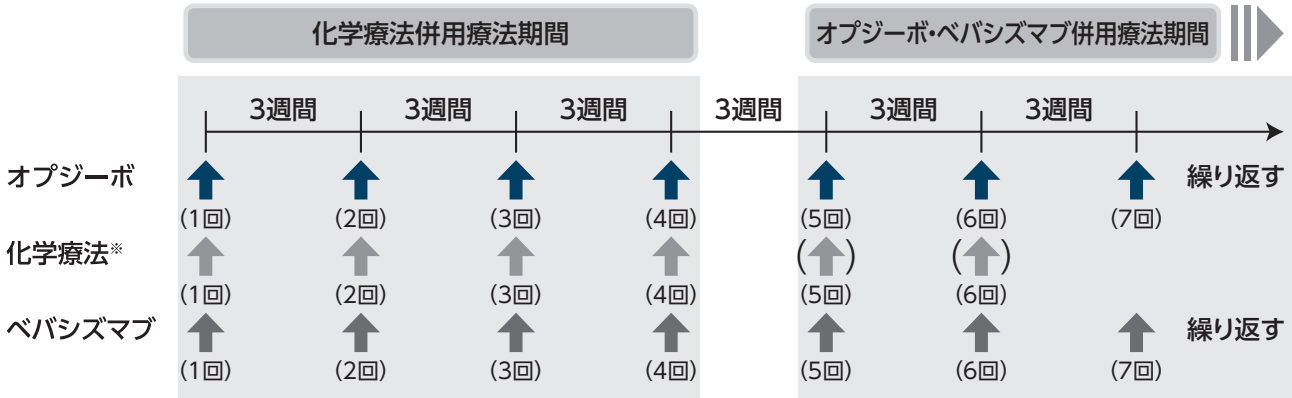 化学療法併用療法期間
オプジーボ・ベバシズマブ併用療法期間
3週間 3週間 3週間 3週間 3週間 3週間
オプジーボ 繰り返す
(1回) (2回) (3回) (4回) (5回) (6回) (7回)
化学療法※ ( ) ( )
(1回) (2回) (3回) (4回) (5回) (6回)
ベバシズマブ 繰り返す
(1回) (2回) (3回) (4回) (5回) (6回) (7回)